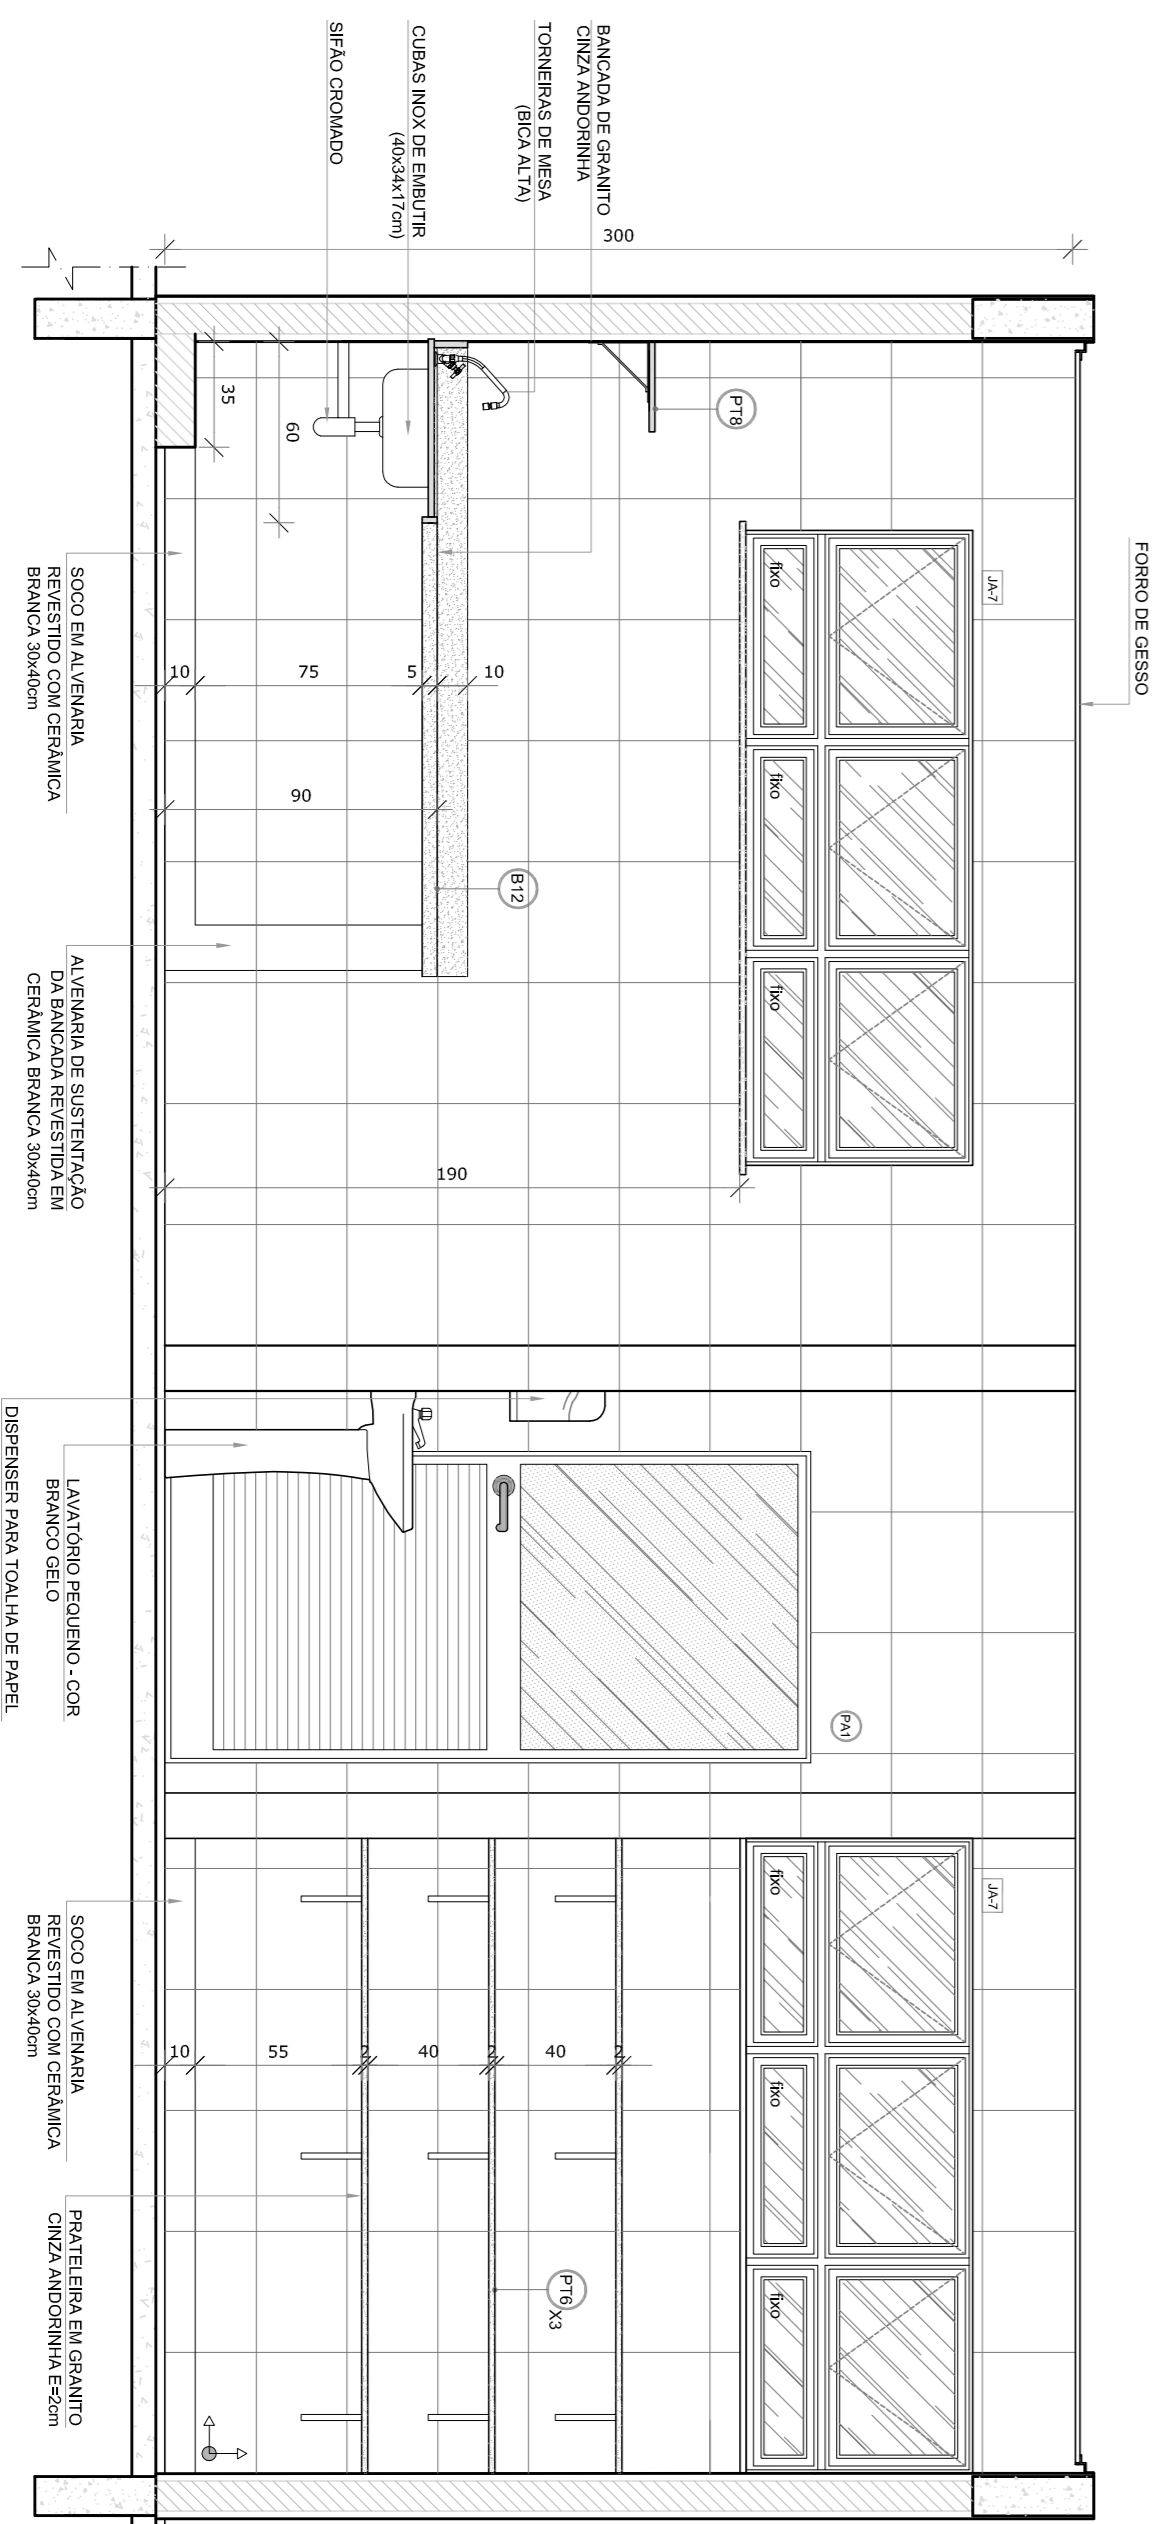 FORRO DE GESSO
BANCADA DE GRANITO
CINZA ANDORINHA
TORNEIRAS DE MESA
(BICA ALTA)
CUBAS INOX DE EMBUTIR
(40x34x17cm)
SIFÃO CROMADO
300
PT8
JA-7
fixo
fixo
fixo
35
60
10
75
5
10
90
B12
190
PA1
JA-7
fixo
fixo
fixo
10
55
2
40
2
40
2
PT6
X3
SOCO EM ALVENARIA
REVESTIDO COM CERÂMICA
BRANCA 30x40cm
ALVENARIA DE SUSTENTAÇÃO
DA BANCADA REVESTIDA EM
CERÂMICA BRANCA 30x40cm
LAVATÓRIO PEQUENO - COR
BRANCO GELO
DISPENSER PARA TOALHA DE PAPEL
SOCO EM ALVENARIA
REVESTIDO COM CERÂMICA
BRANCA 30x40cm
PRATELEIRA EM GRANITO
CINZA ANDORINHA E=2cm